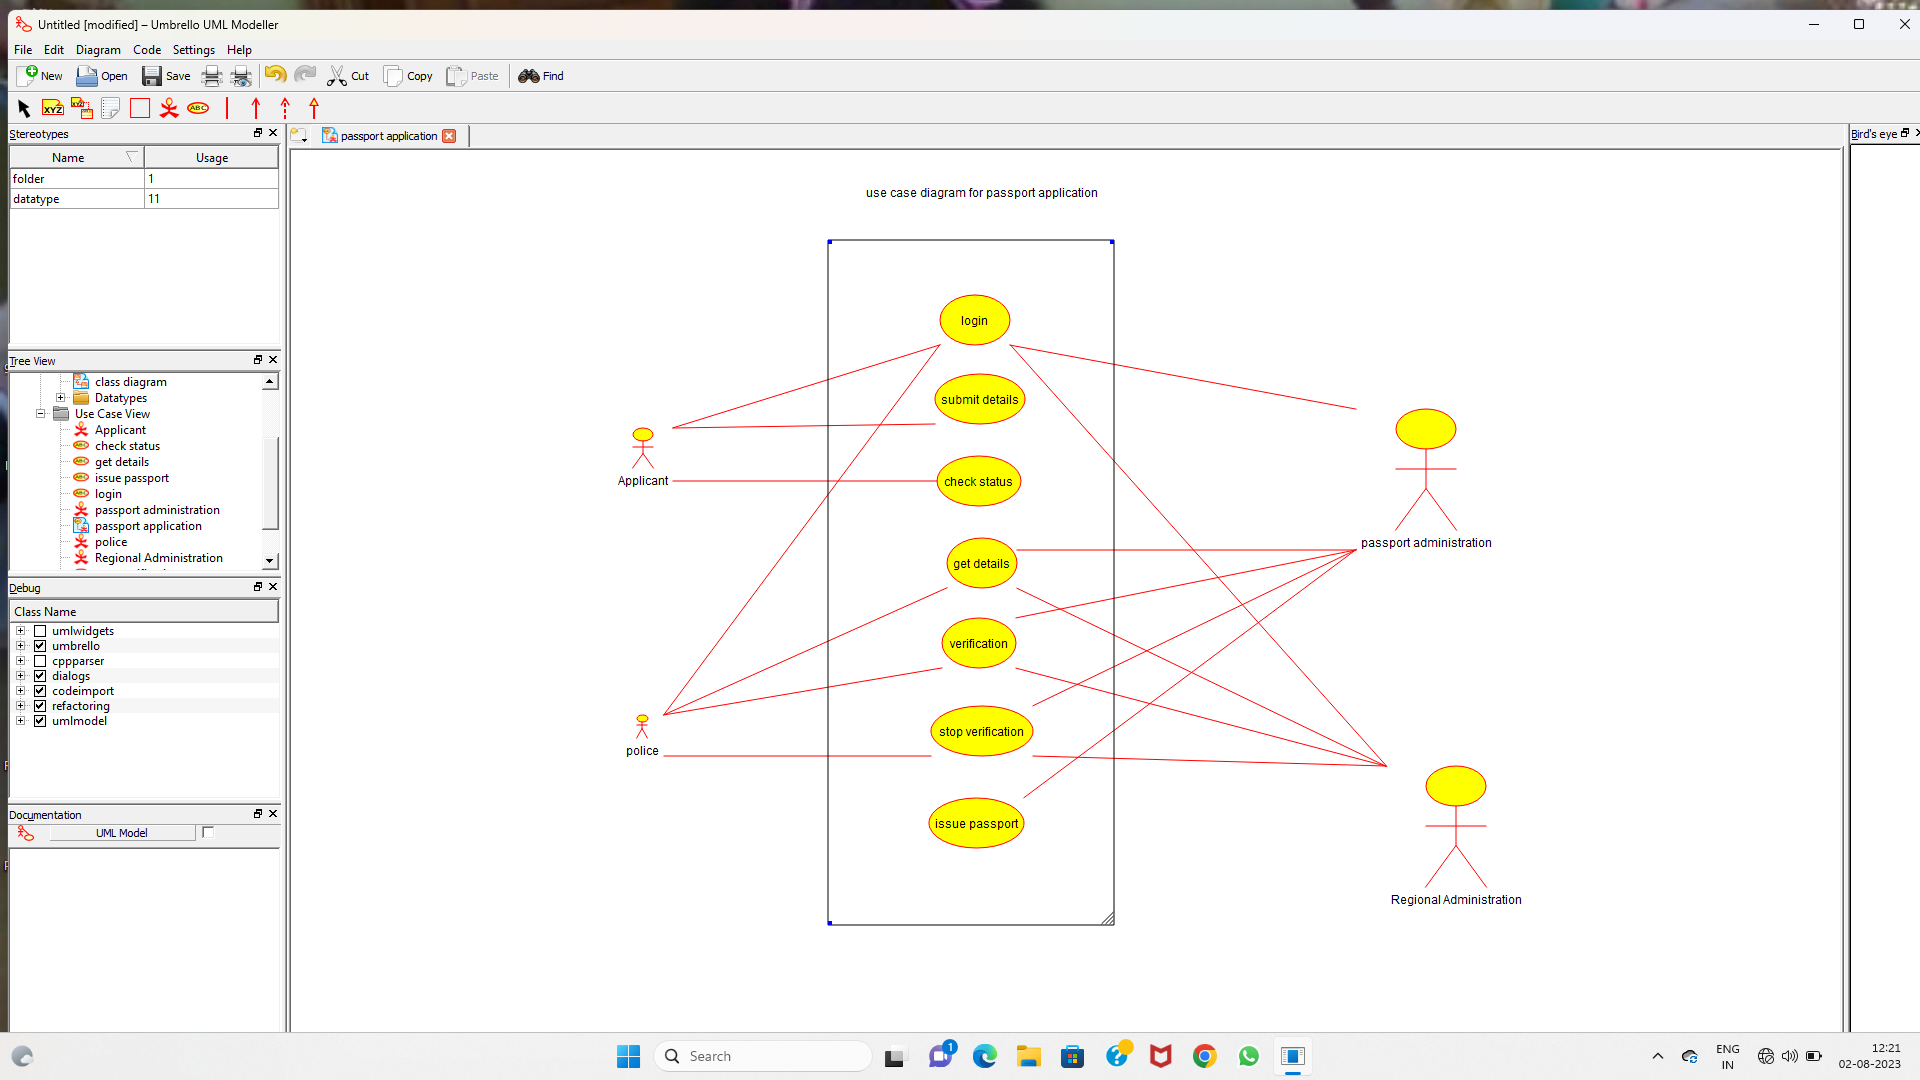 Untitled [modified] – Umbrello UML Modeller
File Edit Diagram Code Settings Help
New Open Save Cut Copy Paste Find
XYZ XYZ ABC
Stereotypes
Name Usage
folder 1
datatype 11
Tree View
class diagram
Datatypes
Use Case View
Applicant
check status
get details
issue passport
login
passport administration
passport application
police
Regional Administration
Debug
Class Name
umlwidgets
umbrello
cppparser
dialogs
codeimport
refactoring
umlmodel
Documentation
UML Model
passport application
Bird's eye
use case diagram for passport application
login
submit details
check status
get details
verification
stop verification
issue passport
Applicant
police
passport administration
Regional Administration
Search
1
ENG
IN
12:21
02-08-2023